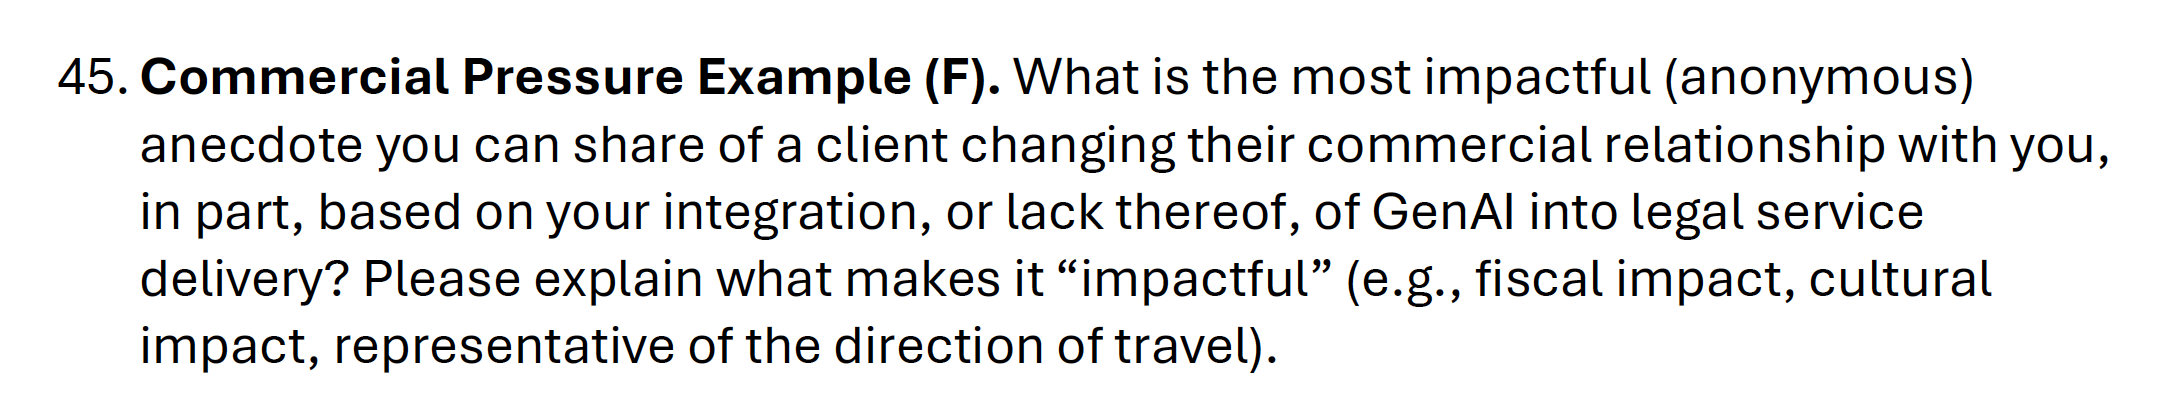 45. Commercial Pressure Example (F). What is the most impactful (anonymous)
anecdote you can share of a client changing their commercial relationship with you,
in part, based on your integration, or lack thereof, of GenAI into legal service
delivery? Please explain what makes it “impactful” (e.g., fiscal impact, cultural
impact, representative of the direction of travel).